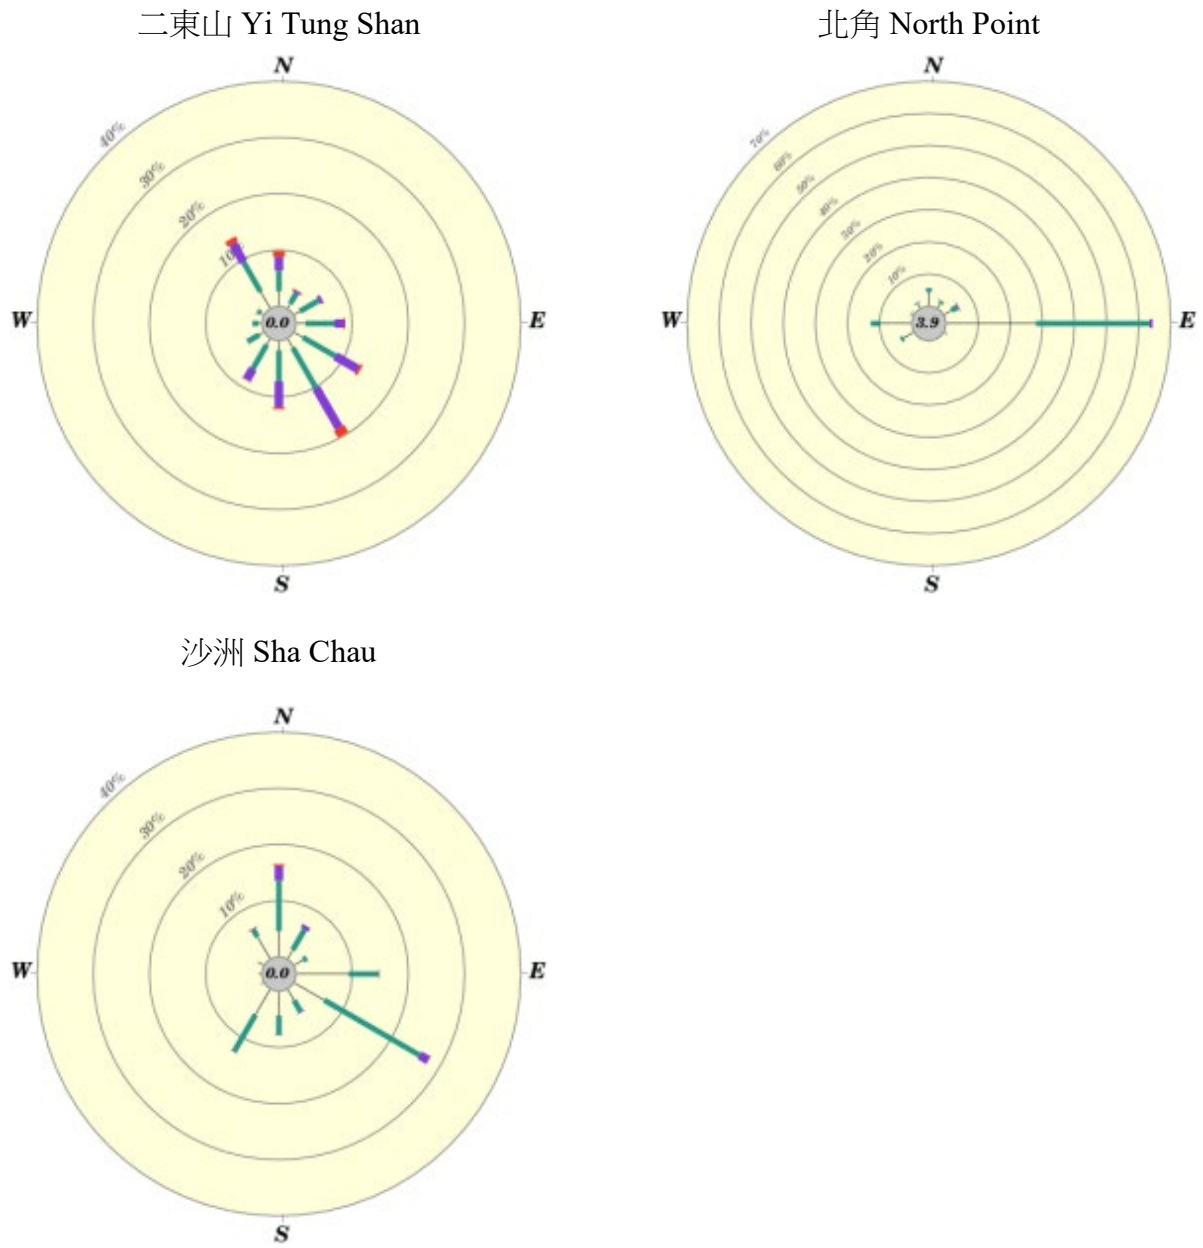 二東山 Yi Tung Shan
N
40%
30%
20%
10%
W
0.0
E
S
北角 North Point
N
70%
60%
50%
40%
30%
20%
10%
W
3.9
E
S
沙洲 Sha Chau
N
40%
30%
20%
10%
W
0.0
E
S